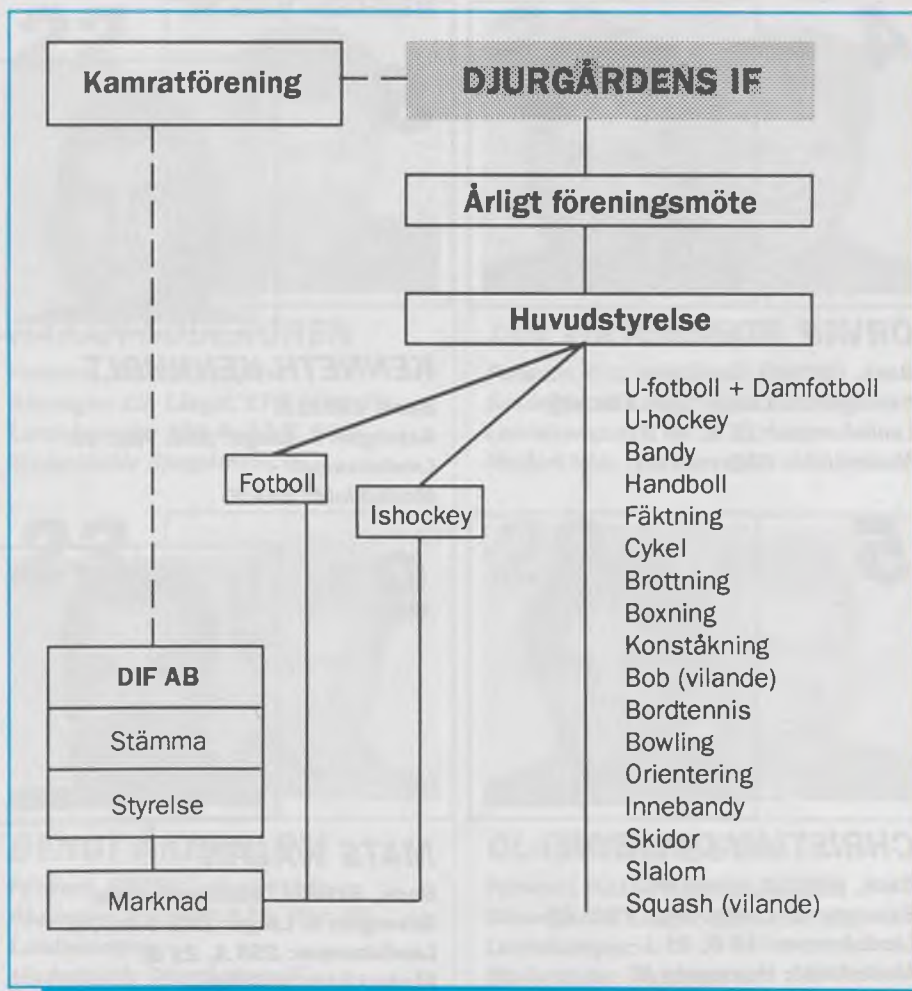 Kamratförening
DJURGÅRDENS IF
Årligt föreningsmöte
Huvudstyrelse
U-fotboll + Damfotboll
U-hockey
Bandy
Handboll
Fäktning
Cykel
Brottning
Boxning
Konståkning
Bob (vilande)
Bordtennis
Bowling
Orientering
Innebandy
Skidor
Slalom
Squash (vilande)
Fotboll
Ishockey
DIF AB
Stämma
Styrelse
Marknad